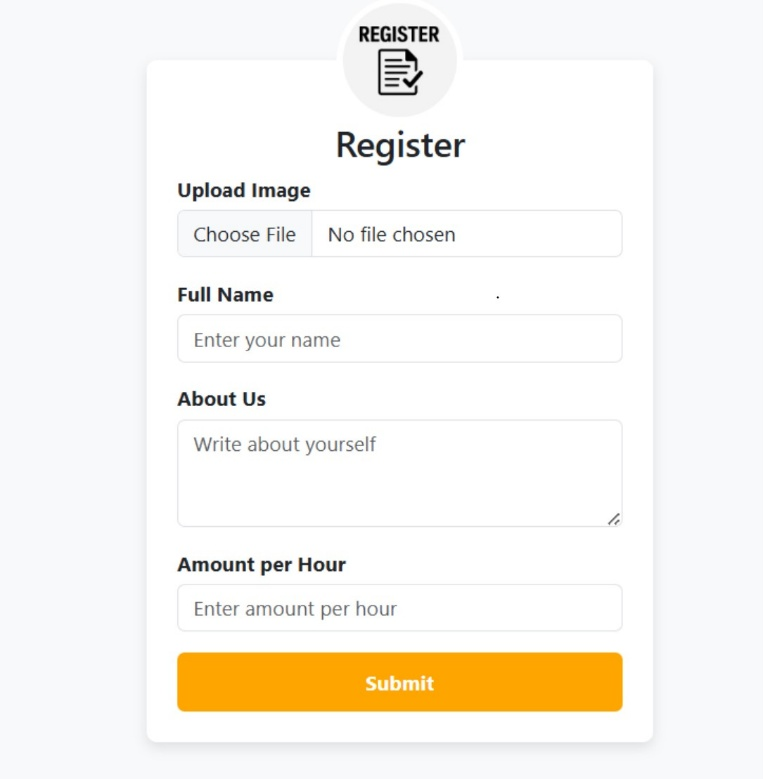 REGISTER
Register
Upload Image
Choose File No file chosen
Full Name
Enter your name
About Us
Write about yourself
Amount per Hour
Enter amount per hour
Submit